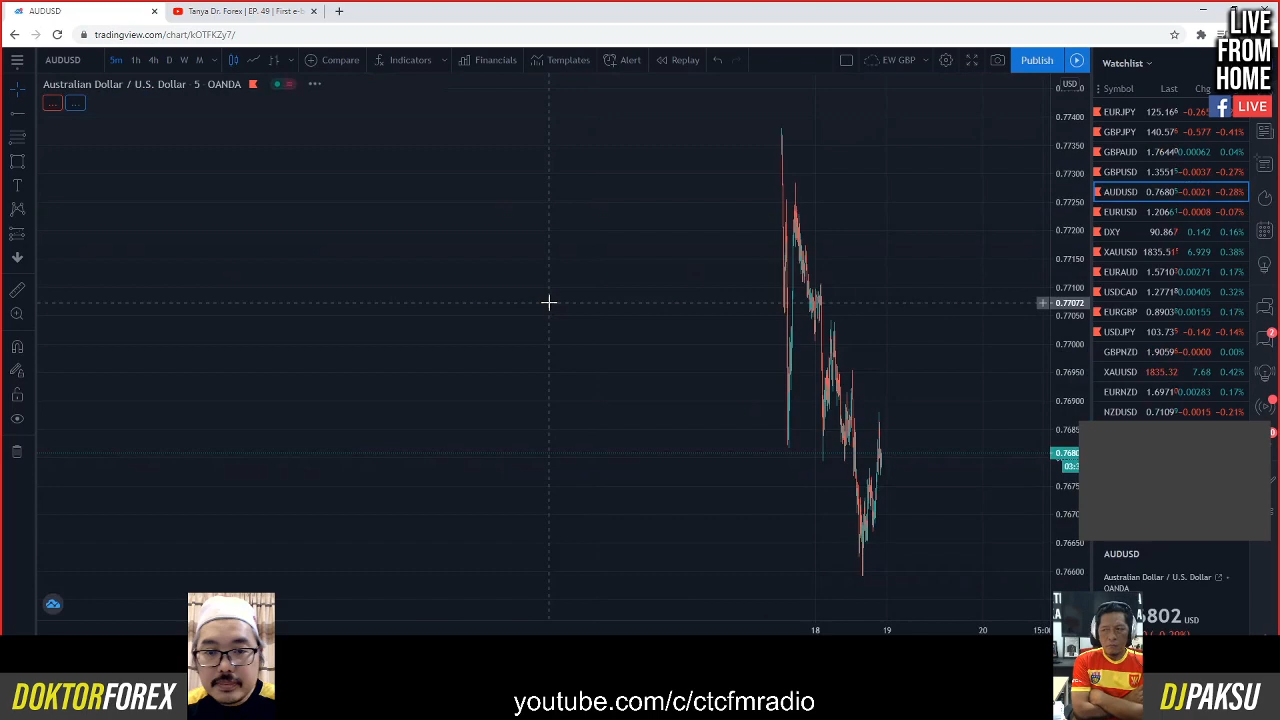 AUDUSD
Tanya Dr. Forex | EP. 49 | First e-b
tradingview.com/chart/kOTFKZy7/
AUDUSD 5m 1h 4h D W M Compare Indicators Financials Templates Alert Replay EW GBP Publish
LIVE
FROM
HOME
LIVE
Australian Dollar / U.S. Dollar · 5 OANDA
USD
0.77400
0.77350
0.77300
0.77250
0.77200
0.77150
0.77100
0.77072
0.77050
0.77000
0.76950
0.76900
0.7685
0.7680
03:3
0.7675
0.7670
0.7665
0.76600
18 19 20 15:00
Watchlist
Symbol Last Chg
EURJPY 125.16⁶ −0.26
GBPJPY 140.57⁶ −0.577 −0.41%
GBPAUD 1.7644 0.00062 0.04%
GBPUSD 1.3551 −0.0037 −0.27%
AUDUSD 0.7680 −0.0021 −0.28%
EURUSD 1.2066 −0.0008 −0.07%
DXY 90.867 0.142 0.16%
XAUUSD 1835.51 6.929 0.38%
EURAUD 1.5710 0.00271 0.17%
USDCAD 1.2771 0.00405 0.32%
EURGBP 0.8903 0.00155 0.17%
USDJPY 103.73⁵ −0.142 −0.14%
GBPNZD 1.9059 −0.0000 0.00%
XAUUSD 1835.32 7.68 0.42%
EURNZD 1.6971 0.00283 0.17%
NZDUSD 0.7109 −0.0015 −0.21%
AUDUSD
Australian Dollar / U.S. Dollar
OANDA
802 USD
DOKTORFOREX
youtube.com/c/ctcfmradio
DJPAKSU